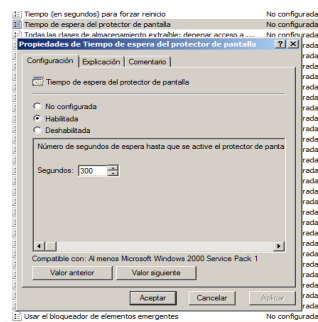 Tiempo (en segundos) para forzar reinicio No configurada
Tiempo de espera del protector de pantalla No configurada
Todas las clases de almacenamiento extraíble: denegar acceso a ... No configurada
Propiedades de Tiempo de espera del protector de pantalla
Configuración Explicación Comentario
Tiempo de espera del protector de pantalla
No configurada
Habilitada
Deshabilitada
Número de segundos de espera hasta que se active el protector de panta
Segundos: 300
Compatible con: Al menos Microsoft Windows 2000 Service Pack 1
Valor anterior Valor siguiente
Aceptar Cancelar Aplicar
Usar el bloqueador de elementos emergentes No configurada